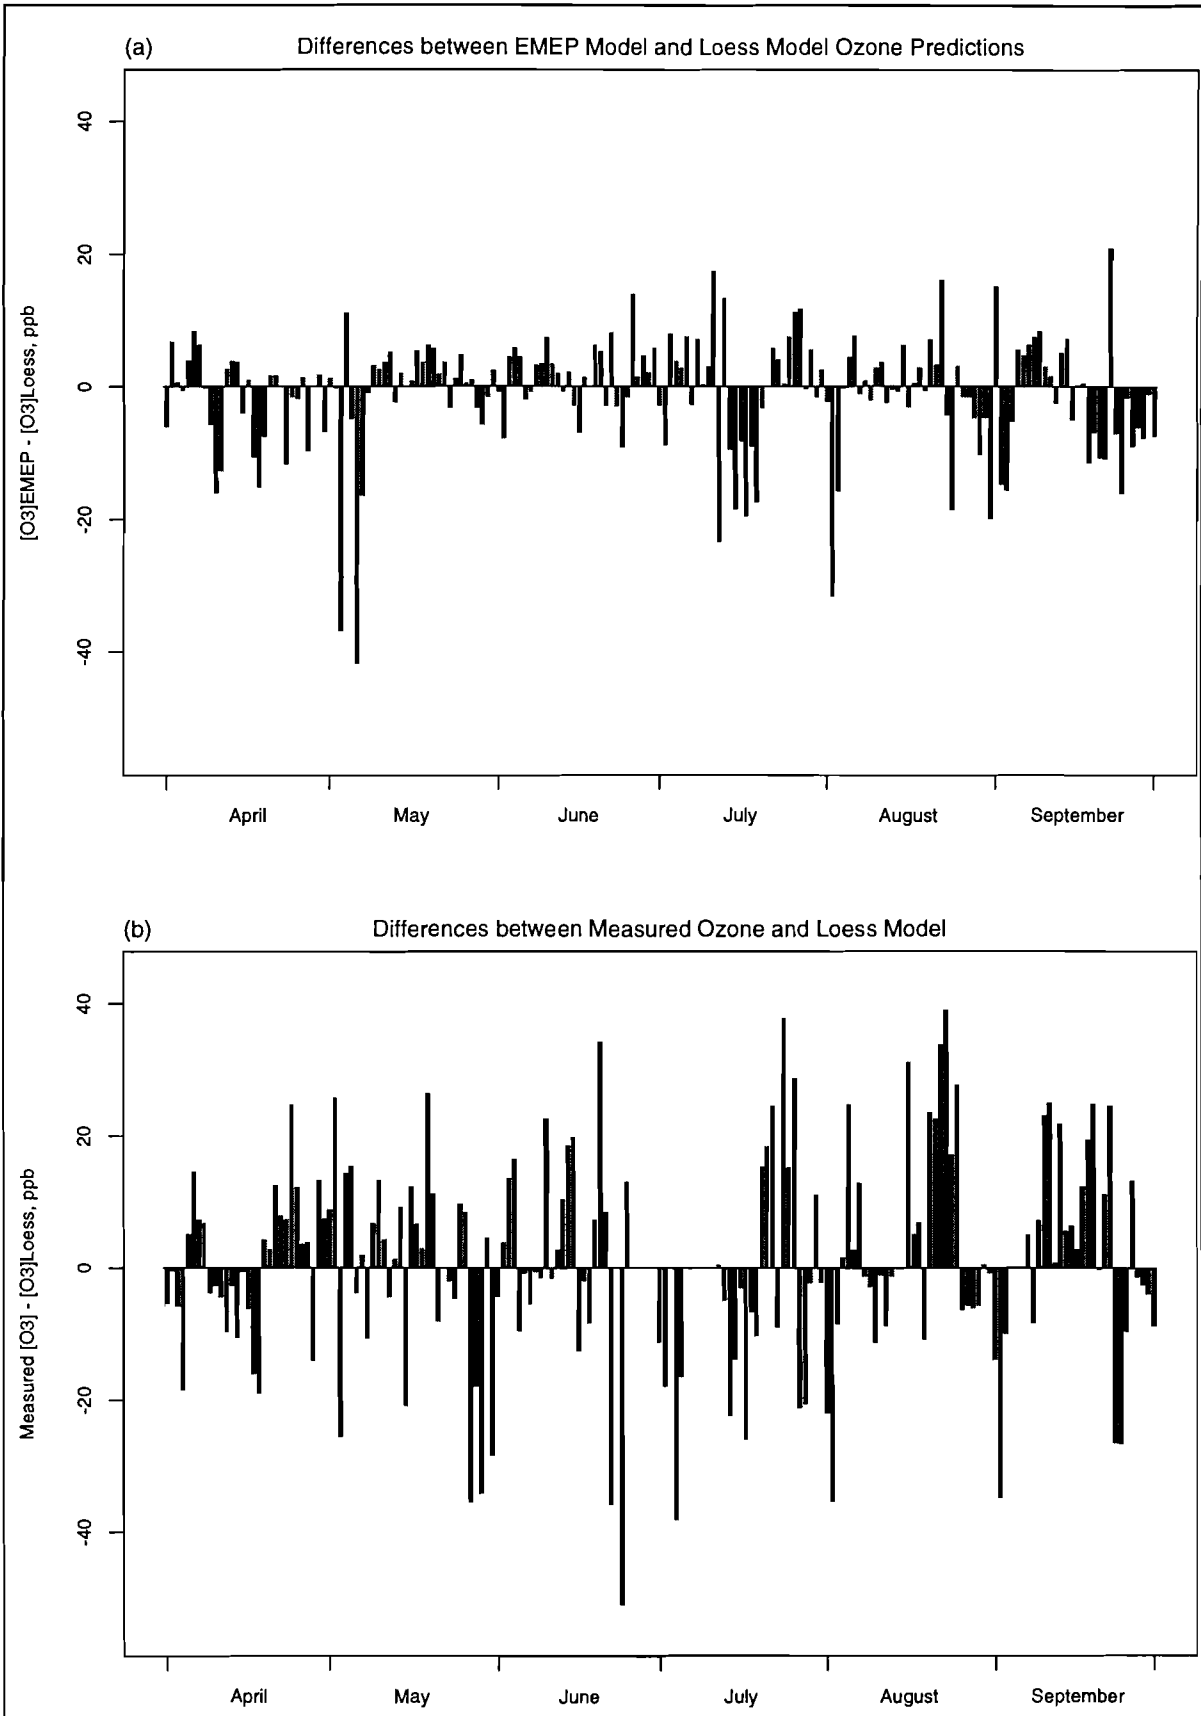 (a) Differences between EMEP Model and Loess Model Ozone Predictions
[O3]EMEP - [O3]Loess, ppb
40
20
0
-20
-40
April May June July August September
(b) Differences between Measured Ozone and Loess Model
Measured [O3] - [O3]Loess, ppb
40
20
0
-20
-40
April May June July August September